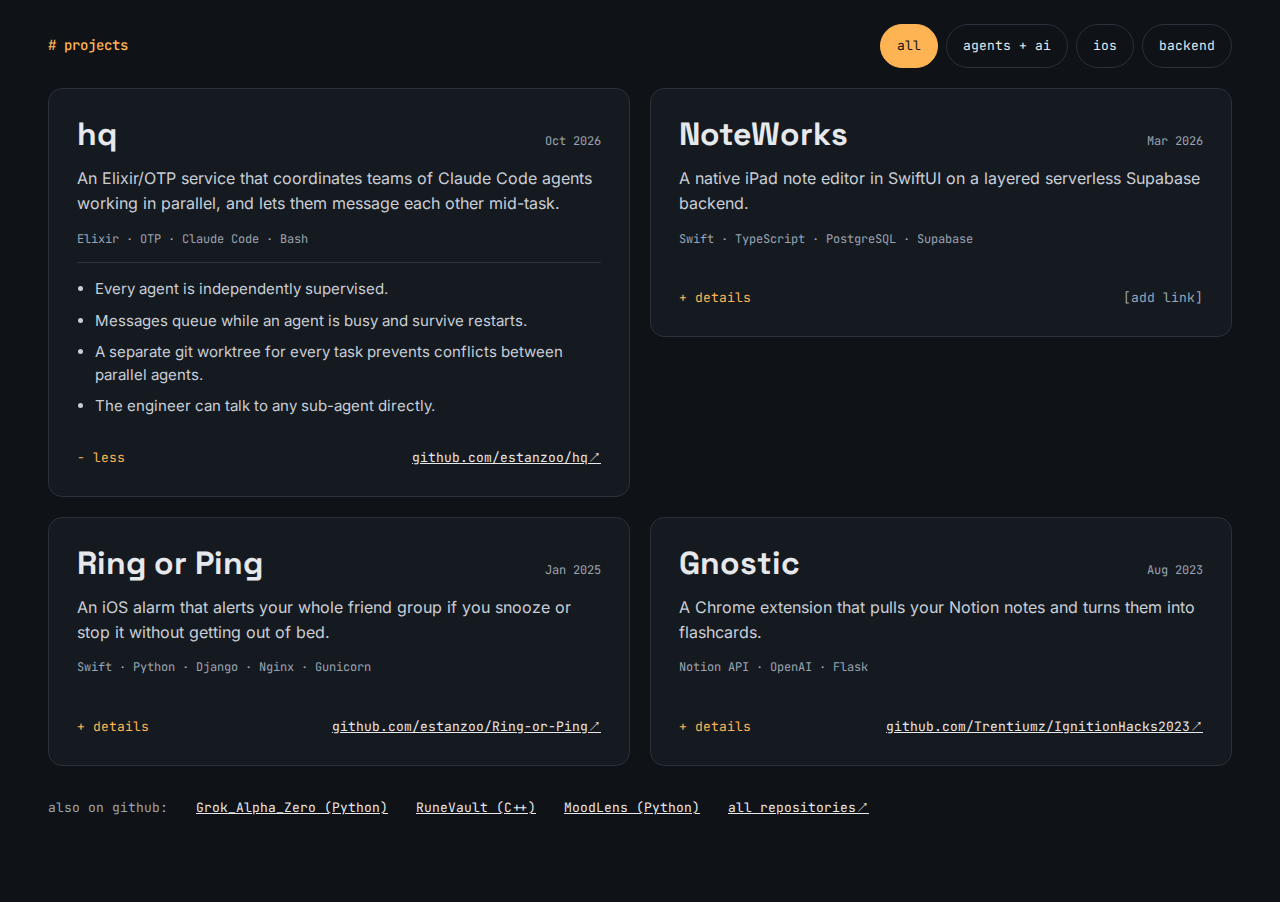 # projects
all
agents + ai
ios
backend
hq
Oct 2026
An Elixir/OTP service that coordinates teams of Claude Code agents
working in parallel, and lets them message each other mid-task.
Elixir · OTP · Claude Code · Bash
• Every agent is independently supervised.
• Messages queue while an agent is busy and survive restarts.
• A separate git worktree for every task prevents conflicts between
parallel agents.
• The engineer can talk to any sub-agent directly.
- less
github.com/estanzoo/hq↗
NoteWorks
Mar 2026
A native iPad note editor in SwiftUI on a layered serverless Supabase
backend.
Swift · TypeScript · PostgreSQL · Supabase
+ details
[add link]
Ring or Ping
Jan 2025
An iOS alarm that alerts your whole friend group if you snooze or
stop it without getting out of bed.
Swift · Python · Django · Nginx · Gunicorn
+ details
github.com/estanzoo/Ring-or-Ping↗
Gnostic
Aug 2023
A Chrome extension that pulls your Notion notes and turns them into
flashcards.
Notion API · OpenAI · Flask
+ details
github.com/Trentiumz/IgnitionHacks2023↗
also on github: Grok_Alpha_Zero (Python) RuneVault (C++) MoodLens (Python) all repositories↗